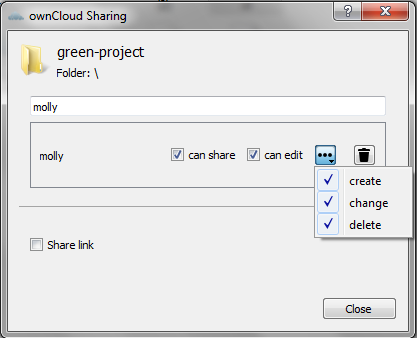 ownCloud Sharing
green-project
Folder: \
molly
molly can share can edit
create
change
delete
Share link
Close